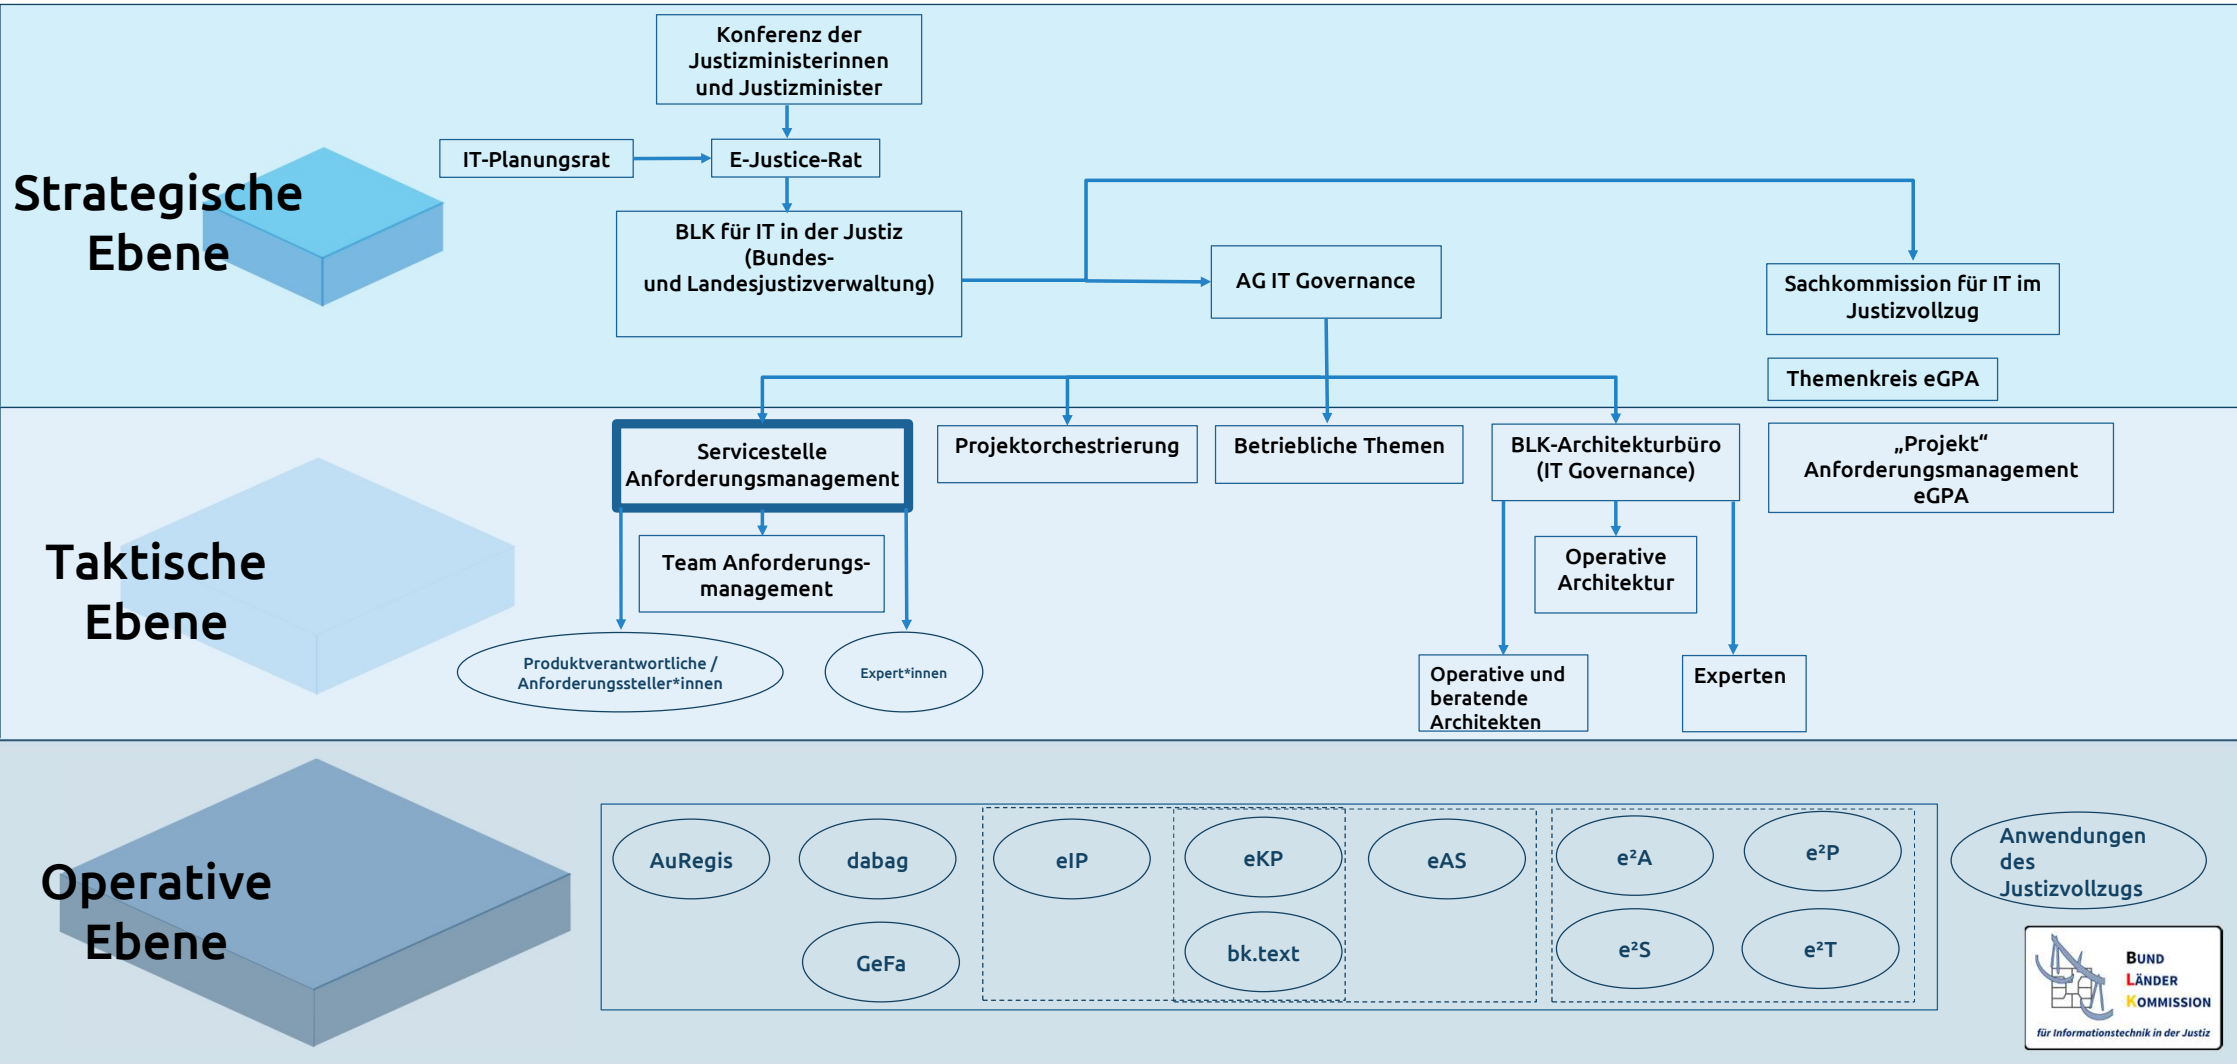 Konferenz der
Justizministerinnen
und Justizminister
IT-Planungsrat
E-Justice-Rat
Strategische
Ebene
BLK für IT in der Justiz
(Bundes-
und Landesjustizverwaltung)
AG IT Governance
Sachkommission für IT im
Justizvollzug
Themenkreis eGPA
Servicestelle
Anforderungsmanagement
Projektorchestrierung
Betriebliche Themen
BLK-Architekturbüro
(IT Governance)
„Projekt“
Anforderungsmanagement
eGPA
Taktische
Ebene
Team Anforderungs-
management
Operative
Architektur
Produktverantwortliche /
Anforderungssteller*innen
Expert*innen
Operative und
beratende
Architekten
Experten
Operative
Ebene
AuRegis
dabag
eIP
eKP
eAS
e²A
e²P
GeFa
bk.text
e²S
e²T
Anwendungen
des
Justizvollzugs
BUND
LÄNDER
KOMMISSION
für Informationstechnik in der Justiz